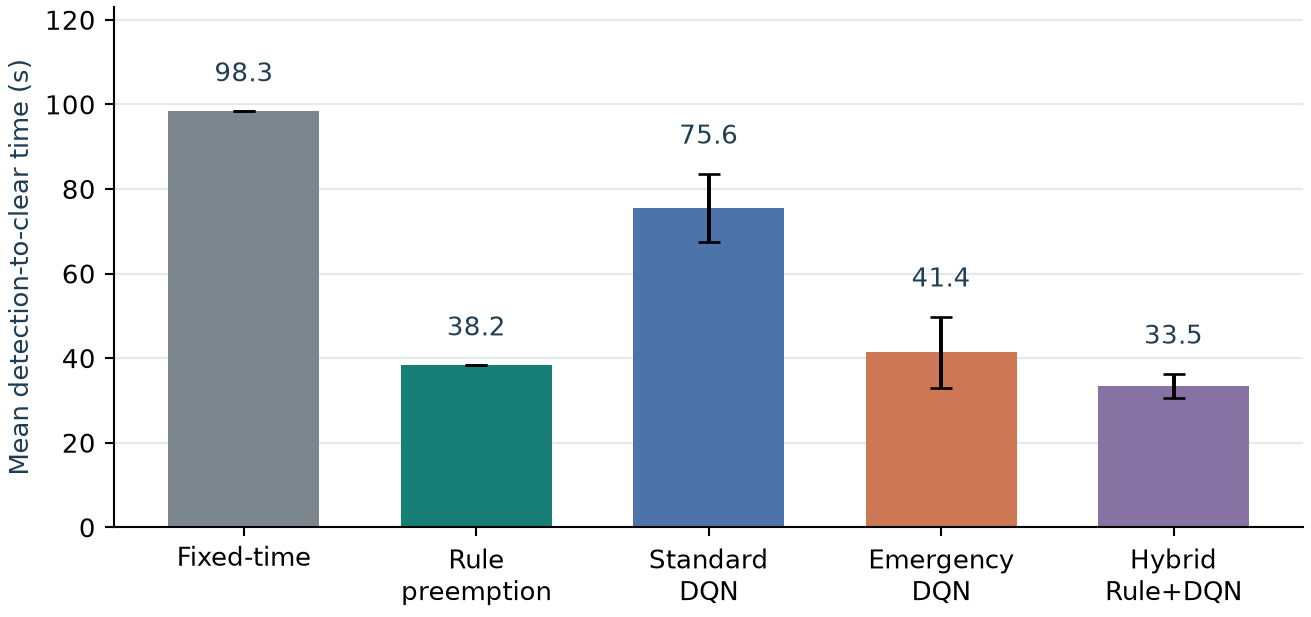 Mean detection-to-clear time (s)
120
100
80
60
40
20
0
98.3
38.2
75.6
41.4
33.5
Fixed-time
Rule
preemption
Standard
DQN
Emergency
DQN
Hybrid
Rule+DQN